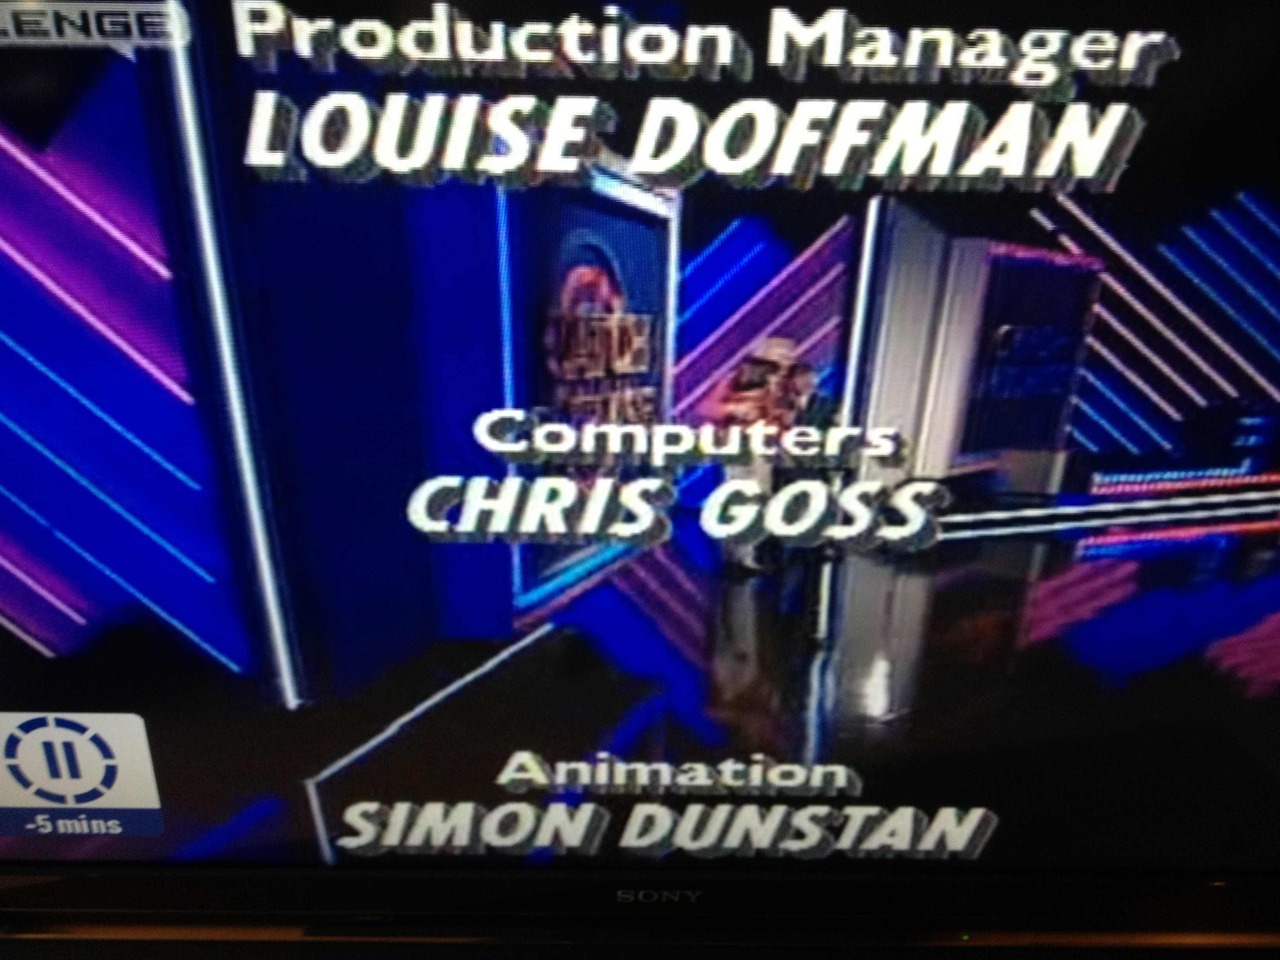 LENGE
Production Manager
LOUISE DOFFMAN
Computers
CHRIS GOSS
Animation
SIMON DUNSTAN
-5 mins
SONY